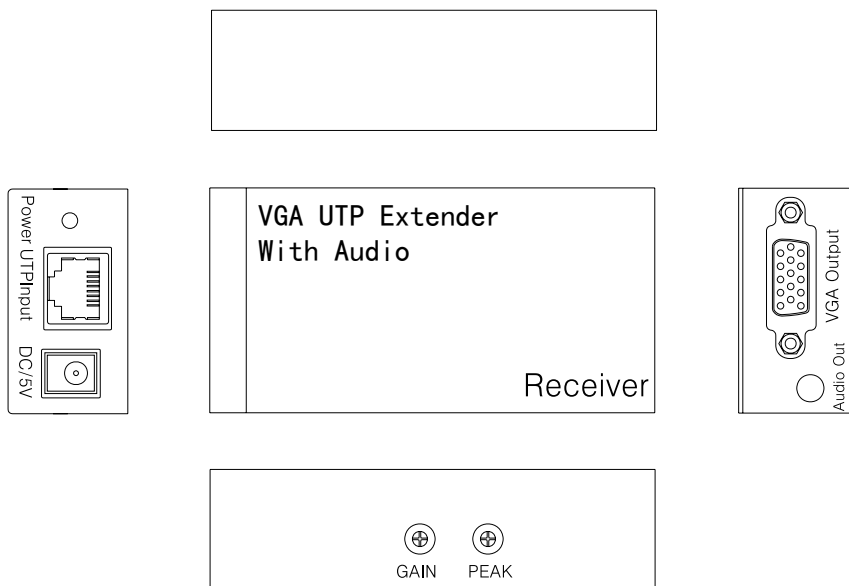 VGA UTP Extender
With Audio
Receiver
Power UTPInput
DC/5V
VGA Output
Audio Out
GAIN PEAK